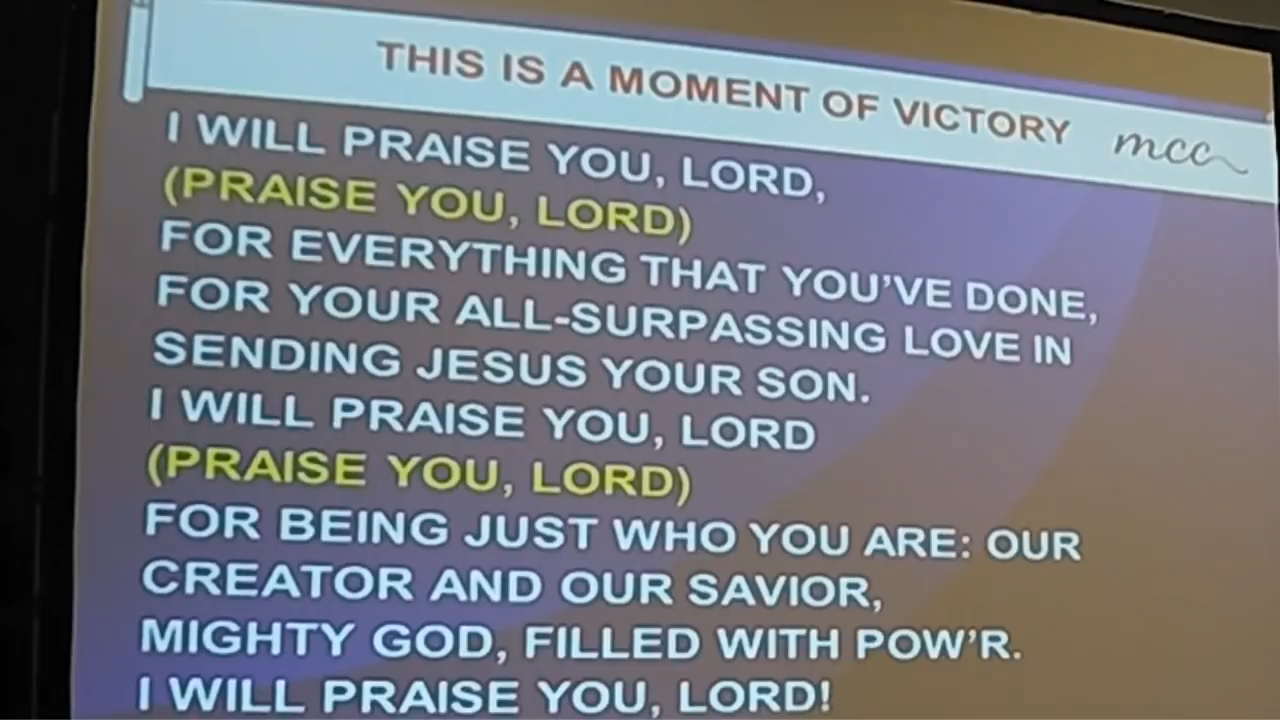 THIS IS A MOMENT OF VICTORY
mcc
I WILL PRAISE YOU, LORD,
(PRAISE YOU, LORD)
FOR EVERYTHING THAT YOU'VE DONE,
FOR YOUR ALL-SURPASSING LOVE IN
SENDING JESUS YOUR SON.
I WILL PRAISE YOU, LORD
(PRAISE YOU, LORD)
FOR BEING JUST WHO YOU ARE: OUR
CREATOR AND OUR SAVIOR,
MIGHTY GOD, FILLED WITH POW'R.
I WILL PRAISE YOU, LORD!